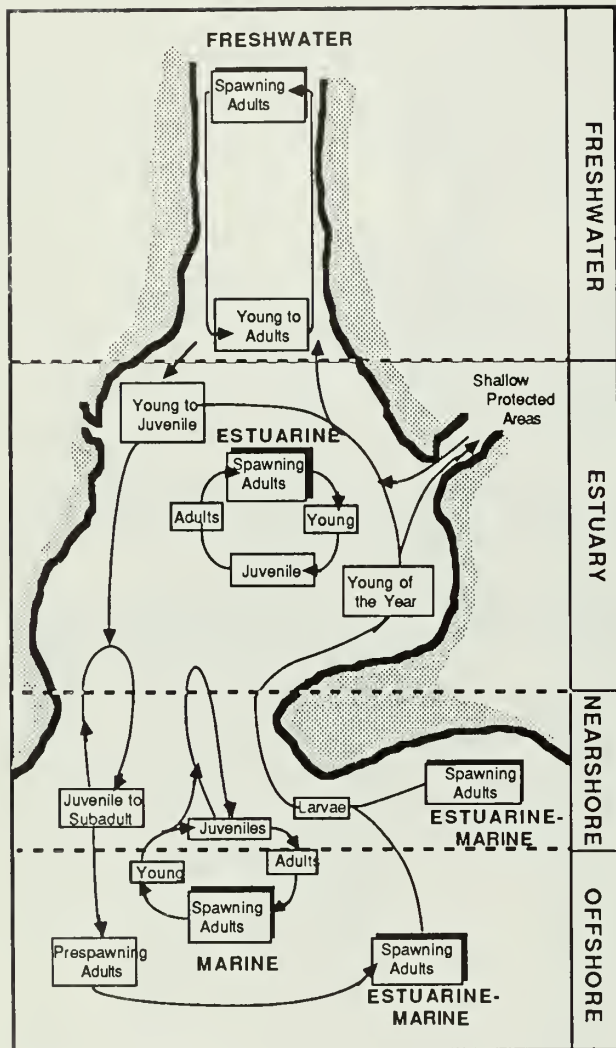 FRESHWATER
Spawning
Adults
Young to
Adults
FRESHWATER
Shallow
Protected
Areas
Young to
Juvenile
ESTUARINE
Spawning
Adults
Adults
Young
Juvenile
Young of
the Year
ESTUARY
Juvenile to
Subadult
Juveniles
Larvae
Spawning
Adults
ESTUARINE-
MARINE
NEARSHORE
Young
Adults
Spawning
Adults
MARINE
Prespawning
Adults
Spawning
Adults
ESTUARINE-
MARINE
OFFSHORE